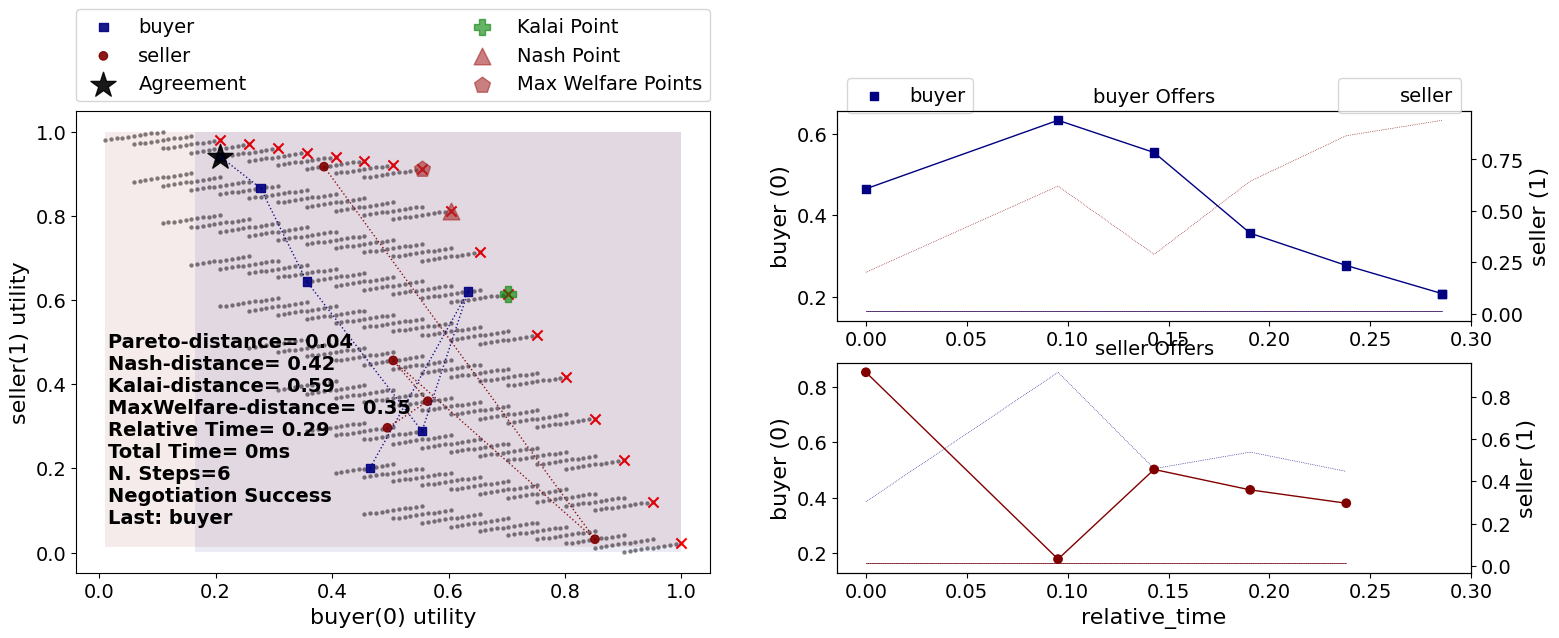 buyer
seller
Agreement
Kalai Point
Nash Point
Max Welfare Points
1.0
0.8
0.6
0.4
0.2
0.0
seller(1) utility
Pareto-distance= 0.04
Nash-distance= 0.42
Kalai-distance= 0.59
MaxWelfare-distance= 0.35
Relative Time= 0.29
Total Time= 0ms
N. Steps=6
Negotiation Success
Last: buyer
0.0 0.2 0.4 0.6 0.8 1.0
buyer(0) utility
buyer
buyer Offers
seller
0.6
0.4
0.2
buyer (0)
0.75
0.50
0.25
0.00
seller (1)
0.00 0.05 0.10 0.15 0.20 0.25 0.30
seller Offers
0.8
0.6
0.4
0.2
buyer (0)
0.8
0.6
0.4
0.2
0.0
seller (1)
0.00 0.05 0.10 0.15 0.20 0.25 0.30
relative_time